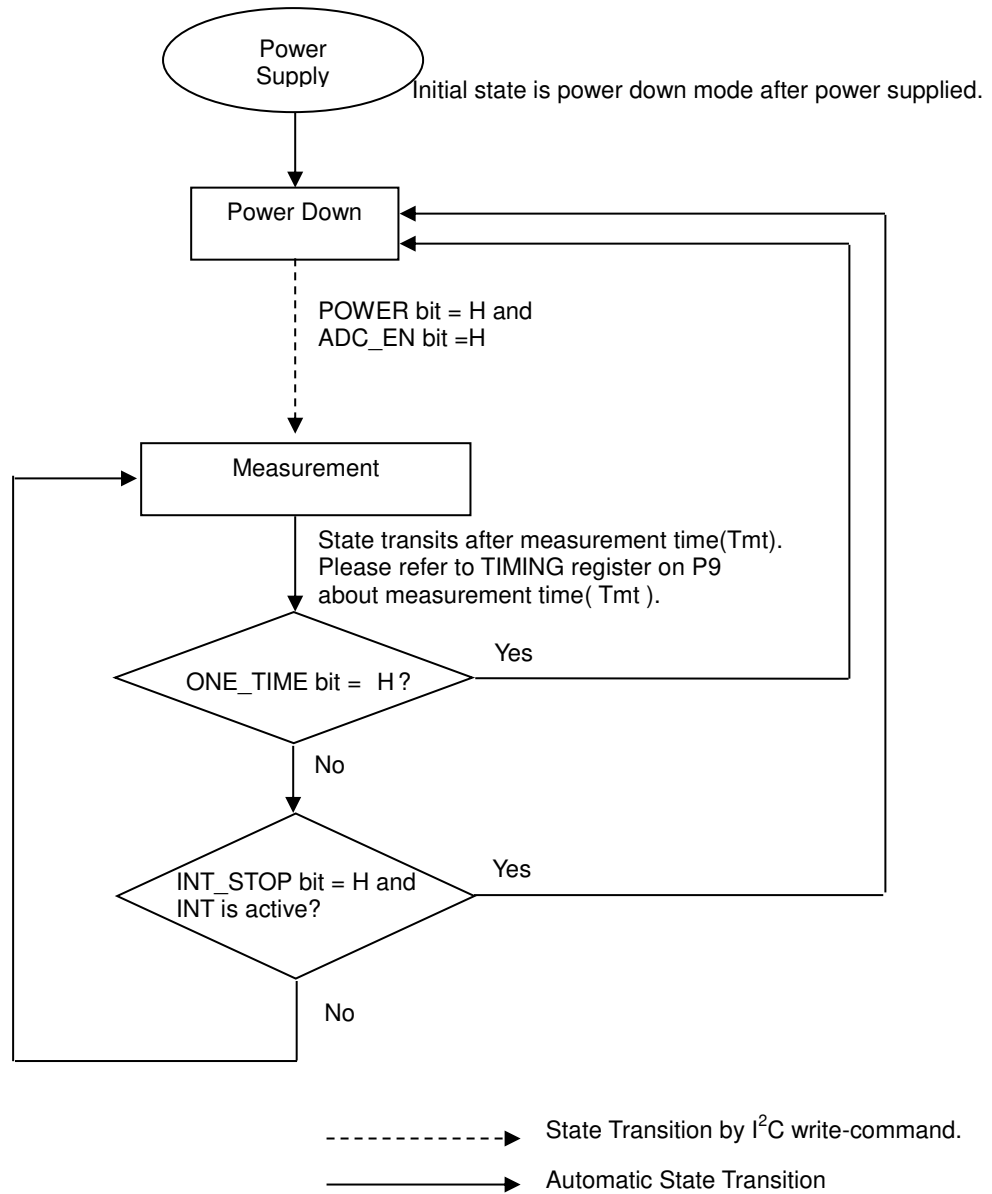 Power
Supply
Initial state is power down mode after power supplied.
Power Down
POWER bit = H and
ADC_EN bit =H
Measurement
State transits after measurement time(Tmt).
Please refer to TIMING register on P9
about measurement time( Tmt ).
ONE_TIME bit = H ?
Yes
No
INT_STOP bit = H and
INT is active?
Yes
No
State Transition by I²C write-command.
Automatic State Transition